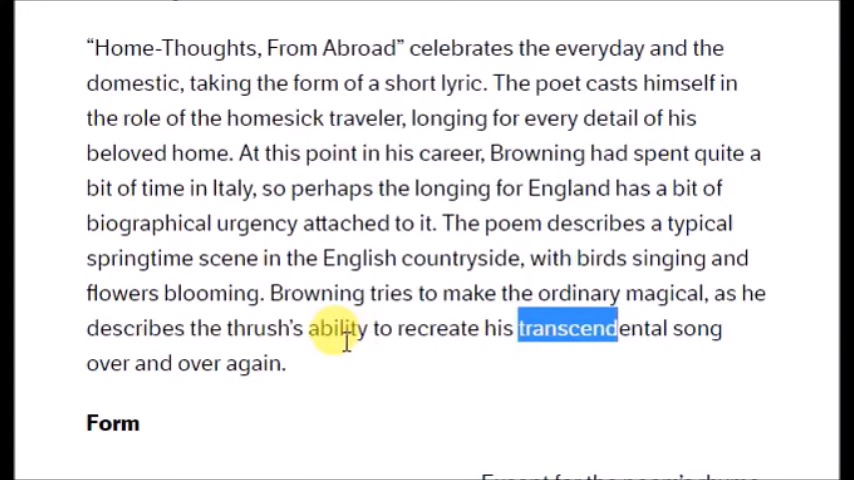 “Home-Thoughts, From Abroad” celebrates the everyday and the
domestic, taking the form of a short lyric. The poet casts himself in
the role of the homesick traveler, longing for every detail of his
beloved home. At this point in his career, Browning had spent quite a
bit of time in Italy, so perhaps the longing for England has a bit of
biographical urgency attached to it. The poem describes a typical
springtime scene in the English countryside, with birds singing and
flowers blooming. Browning tries to make the ordinary magical, as he
describes the thrush’s ability to recreate his transcendental song
over and over again.
Form
Except for the poem’s rhyme